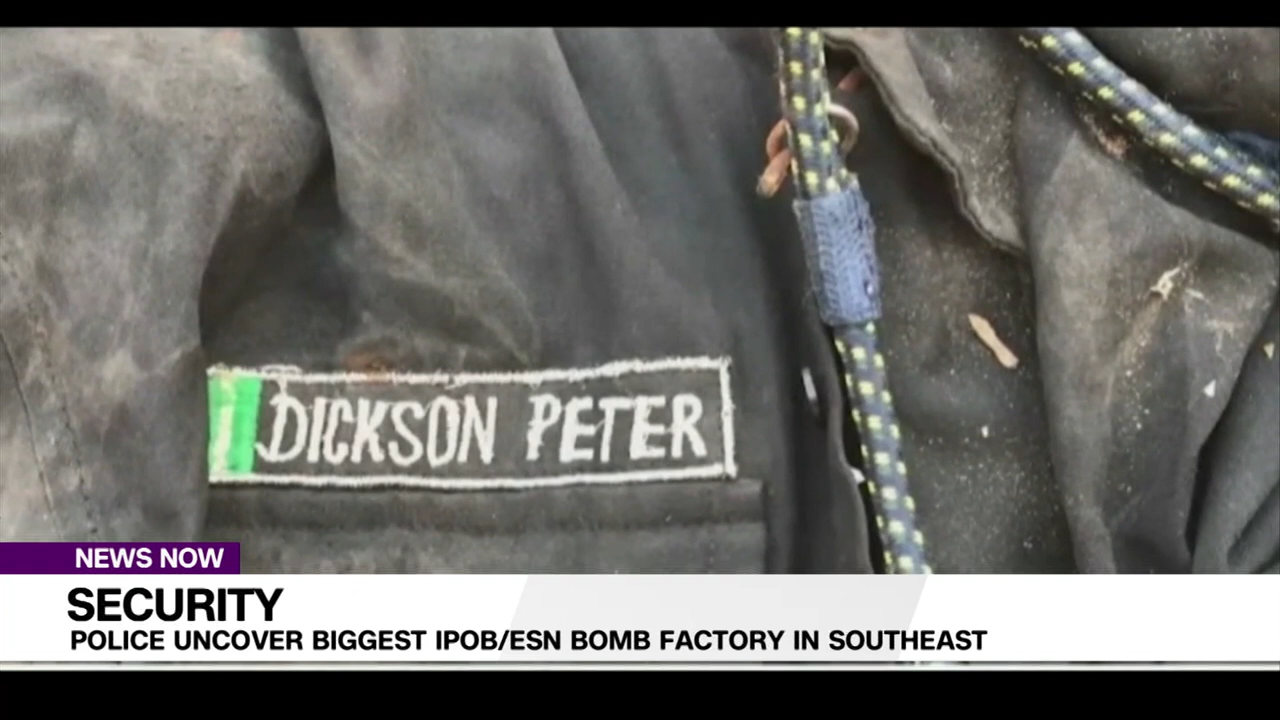 DICKSON PETER
NEWS NOW
SECURITY
POLICE UNCOVER BIGGEST IPOB/ESN BOMB FACTORY IN SOUTHEAST